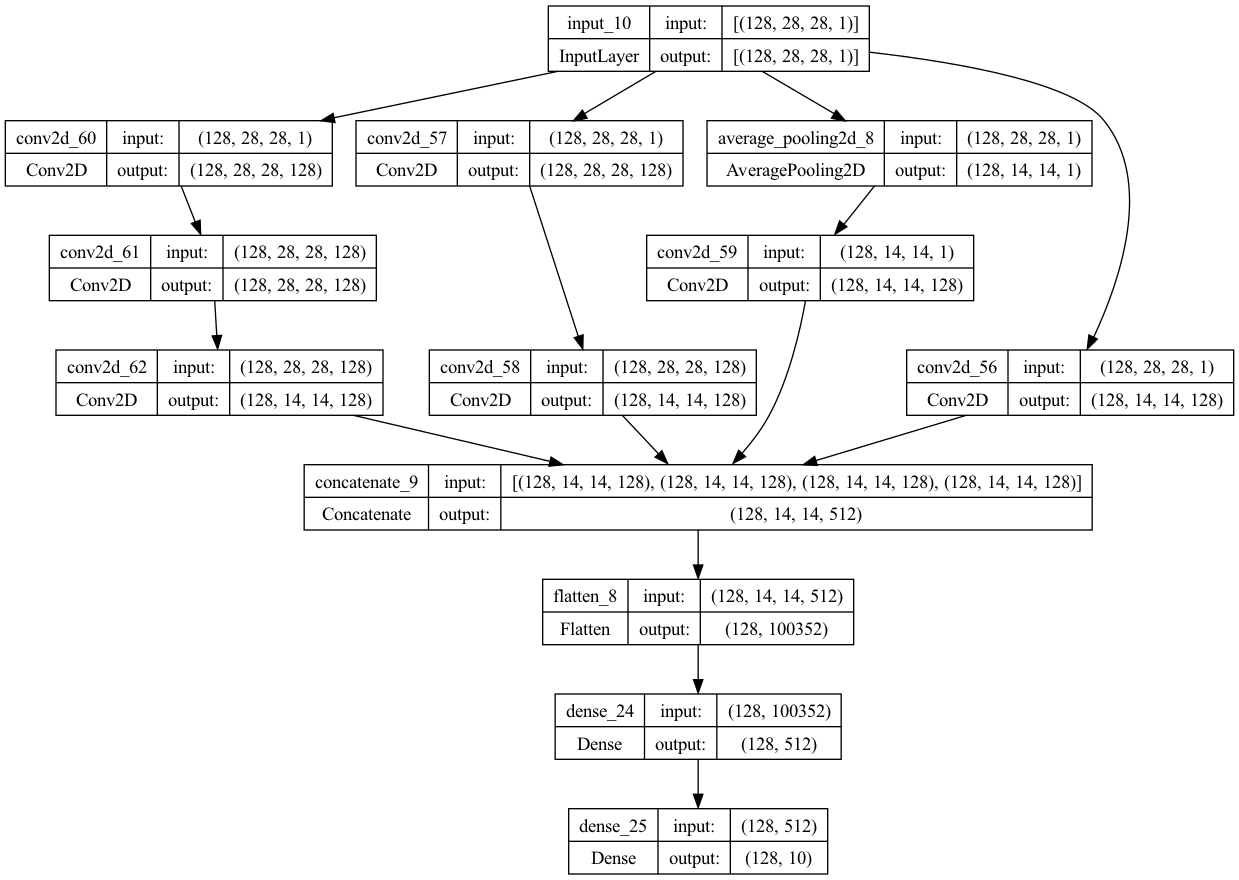 input_10 input: [(128, 28, 28, 1)]
InputLayer output: [(128, 28, 28, 1)]
conv2d_60 input: (128, 28, 28, 1)
Conv2D output: (128, 28, 28, 128)
conv2d_57 input: (128, 28, 28, 1)
Conv2D output: (128, 28, 28, 128)
average_pooling2d_8 input: (128, 28, 28, 1)
AveragePooling2D output: (128, 14, 14, 1)
conv2d_61 input: (128, 28, 28, 128)
Conv2D output: (128, 28, 28, 128)
conv2d_59 input: (128, 14, 14, 1)
Conv2D output: (128, 14, 14, 128)
conv2d_62 input: (128, 28, 28, 128)
Conv2D output: (128, 14, 14, 128)
conv2d_58 input: (128, 28, 28, 128)
Conv2D output: (128, 14, 14, 128)
conv2d_56 input: (128, 28, 28, 1)
Conv2D output: (128, 14, 14, 128)
concatenate_9 input: [(128, 14, 14, 128), (128, 14, 14, 128), (128, 14, 14, 128), (128, 14, 14, 128)]
Concatenate output: (128, 14, 14, 512)
flatten_8 input: (128, 14, 14, 512)
Flatten output: (128, 100352)
dense_24 input: (128, 100352)
Dense output: (128, 512)
dense_25 input: (128, 512)
Dense output: (128, 10)